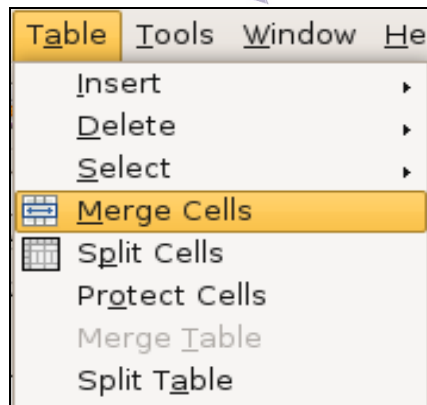 Table Tools Window He
Insert
Delete
Select
Merge Cells
Split Cells
Protect Cells
Merge Table
Split Table